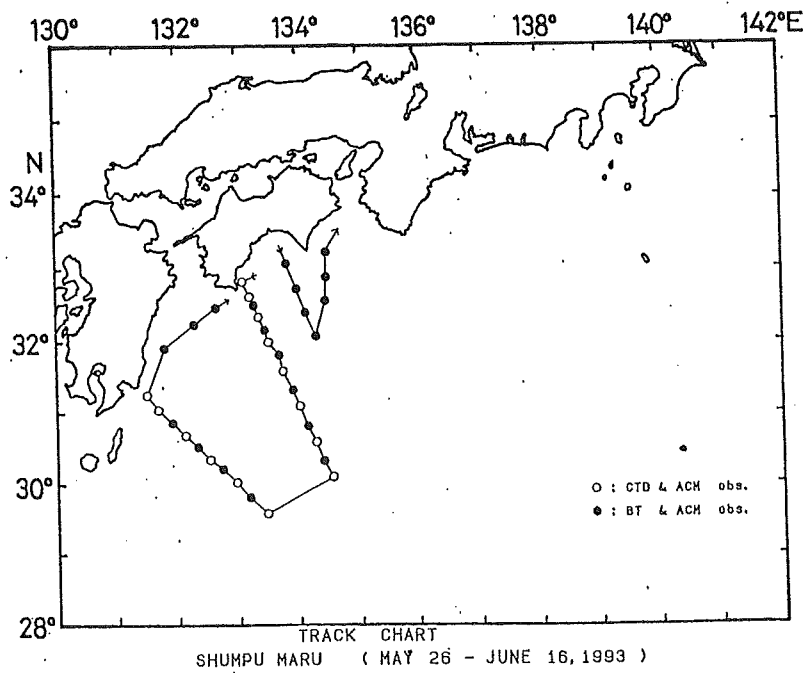 130° 132° 134° 136° 138° 140° 142°E
N
34°
32°
30°
28°
○ : CTD & ACM obs.
● : BT & ACM obs.
TRACK CHART
SHUMPU MARU ( MAY 26 - JUNE 16, 1993 )